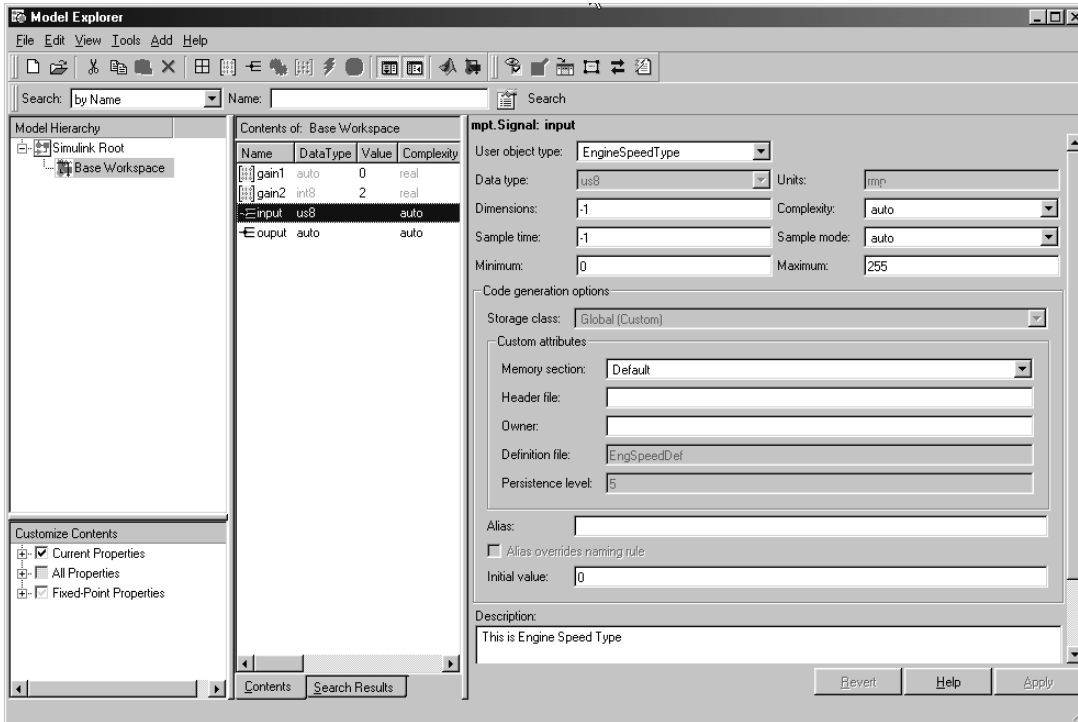 Model Explorer
File Edit View Tools Add Help
Search: by Name Name: Search
Model Hierarchy
Simulink Root
Base Workspace
Contents of: Base Workspace
Name DataType Value Complexity
gain1 auto 0 real
gain2 int8 2 real
input us8 auto
ouput auto auto
Contents Search Results
Customize Contents
Current Properties
All Properties
Fixed-Point Properties
mpt.Signal: input
User object type: EngineSpeedType
Data type: us8 Units: rmp
Dimensions: -1 Complexity: auto
Sample time: -1 Sample mode: auto
Minimum: 0 Maximum: 255
Code generation options
Storage class: Global (Custom)
Custom attributes
Memory section: Default
Header file:
Owner:
Definition file: EngSpeedDef
Persistence level: 5
Alias:
Alias overrides naming rule
Initial value: 0
Description:
This is Engine Speed Type
Revert Help Apply